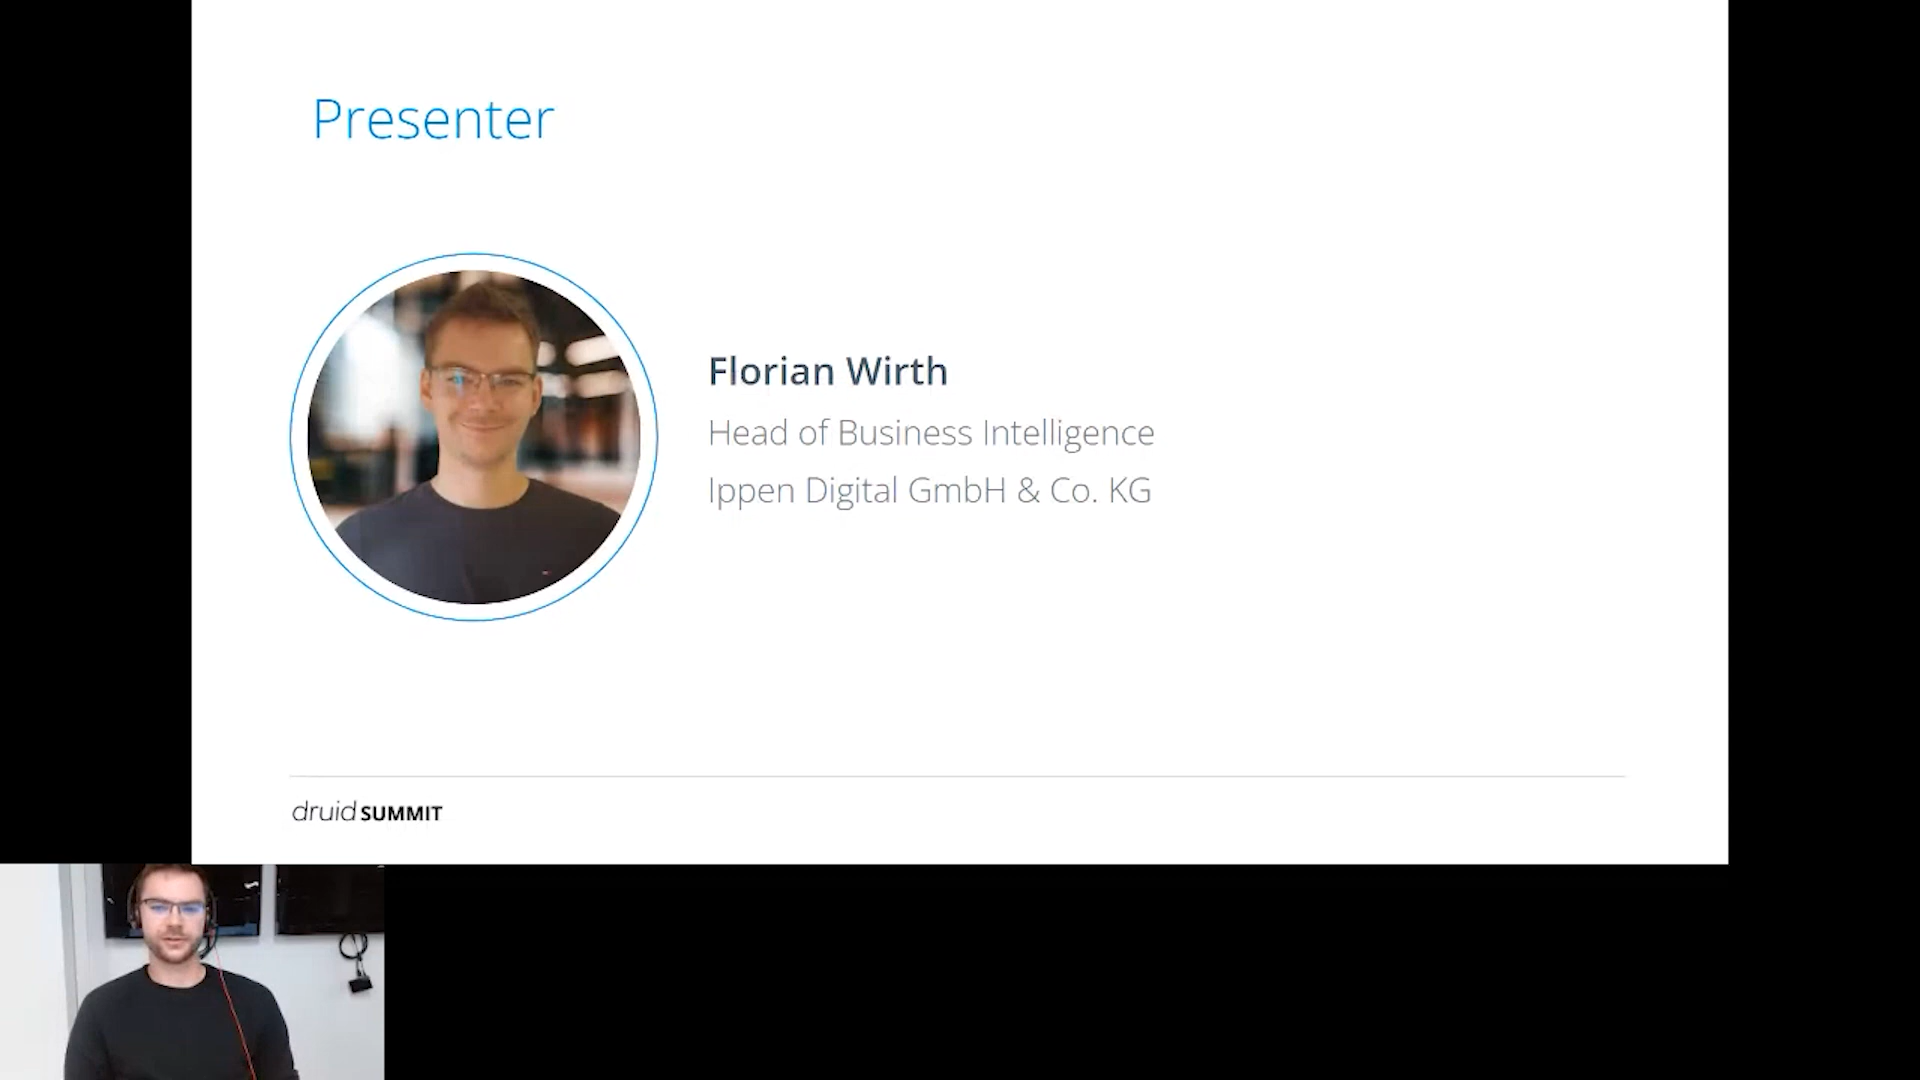 Presenter
Florian Wirth
Head of Business Intelligence
Ippen Digital GmbH & Co. KG
druid SUMMIT